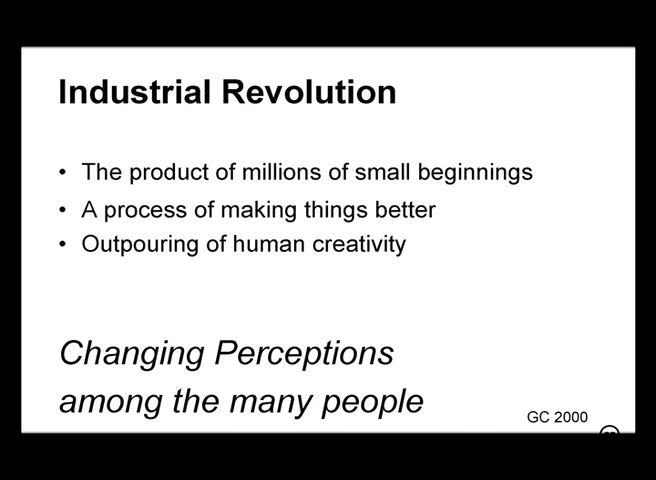 Industrial Revolution
• The product of millions of small beginnings
• A process of making things better
• Outpouring of human creativity
Changing Perceptions
among the many people
GC 2000